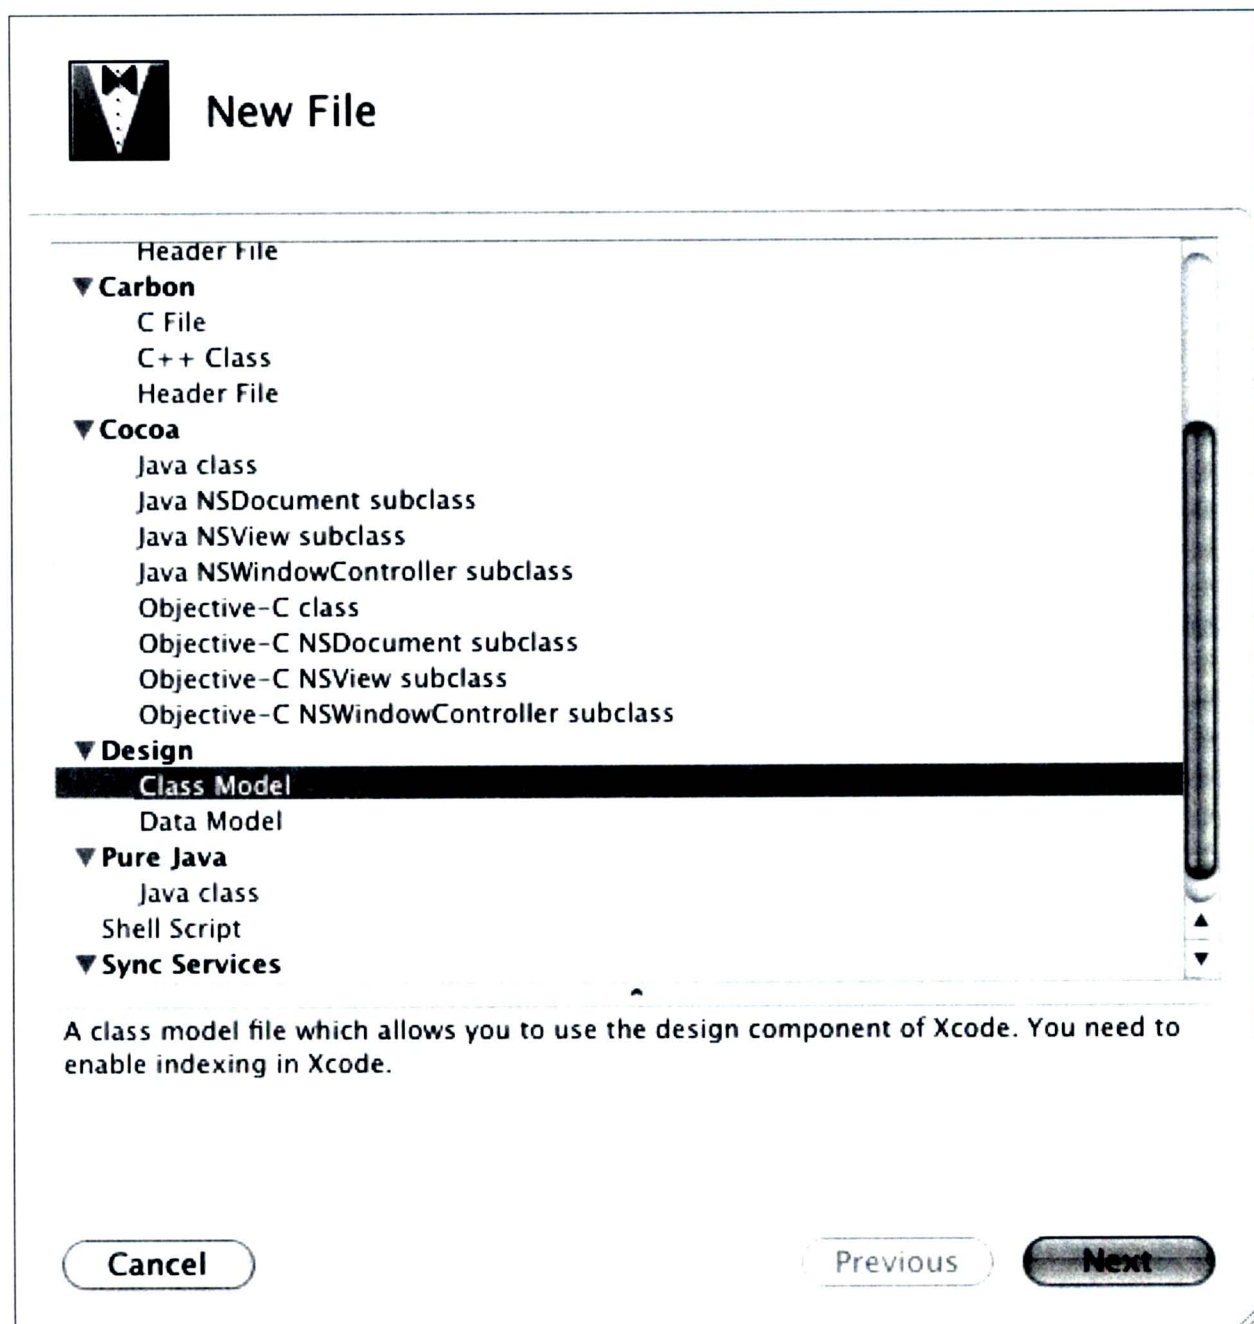 New File
Header File
Carbon
C File
C++ Class
Header File
Cocoa
Java class
Java NSDocument subclass
Java NSView subclass
Java NSWindowController subclass
Objective-C class
Objective-C NSDocument subclass
Objective-C NSView subclass
Objective-C NSWindowController subclass
Design
Class Model
Data Model
Pure Java
Java class
Shell Script
Sync Services
A class model file which allows you to use the design component of Xcode. You need to
enable indexing in Xcode.
Cancel
Previous
Next